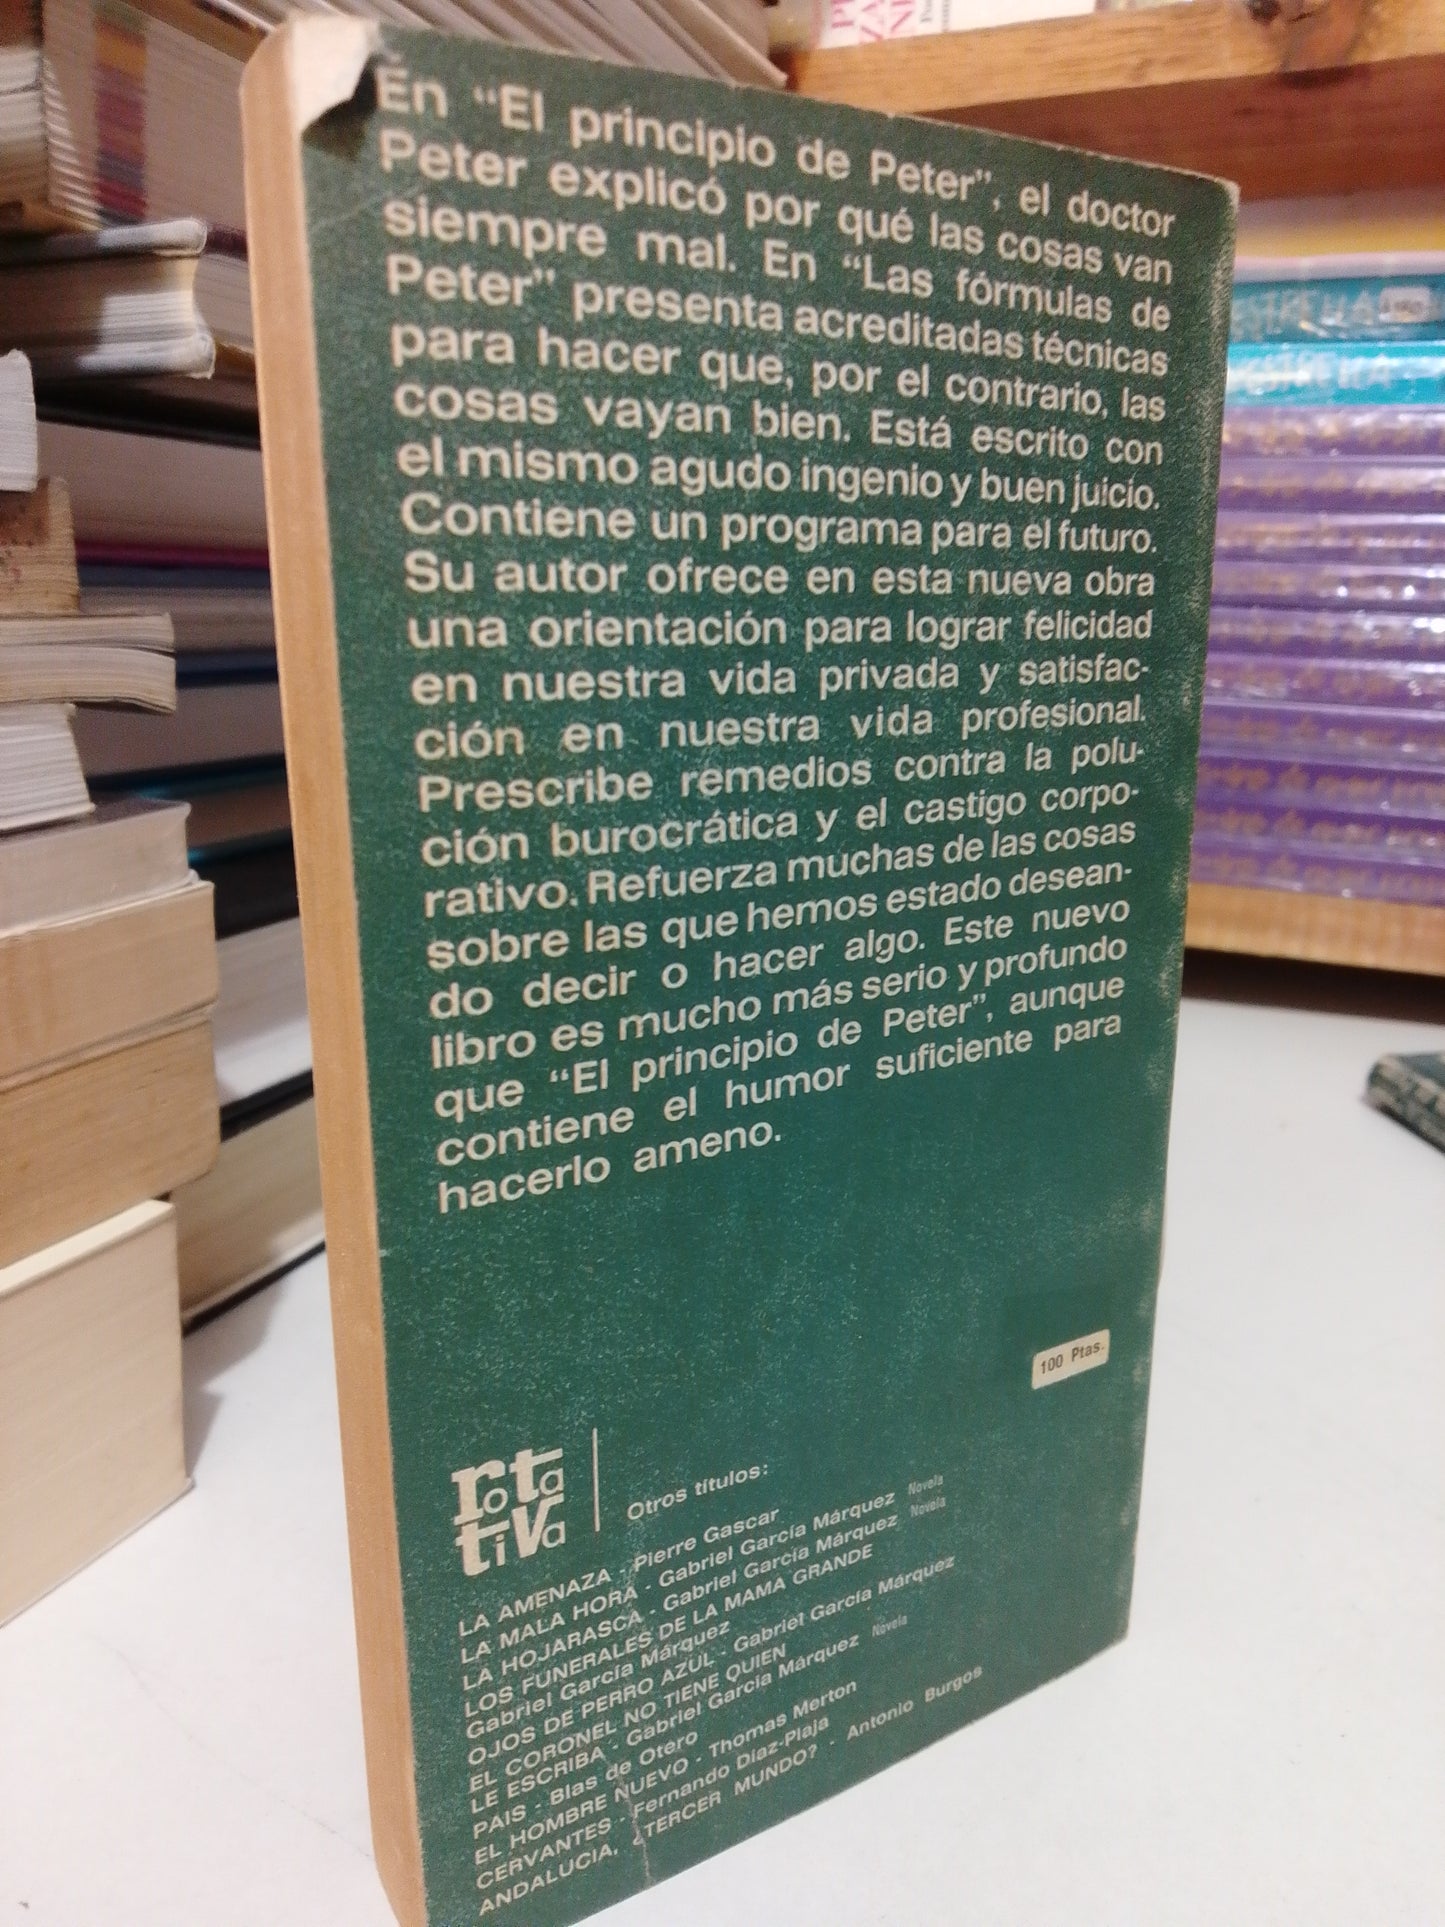 En "El principio de Peter", el doctor
Peter explicó por qué las cosas van
siempre mal. En "Las fórmulas de
Peter" presenta acreditadas técnicas
para hacer que, por el contrario, las
cosas vayan bien. Está escrito con
el mismo agudo ingenio y buen juicio.
Contiene un programa para el futuro.
Su autor ofrece en esta nueva obra
una orientación para lograr felicidad
en nuestra vida privada y satisfac-
ción en nuestra vida profesional.
Prescribe remedios contra la polu-
ción burocrática y el castigo corpo-
rativo. Refuerza muchas de las cosas
sobre las que hemos estado desean-
do decir o hacer algo. Este nuevo
libro es mucho más serio y profundo
que "El principio de Peter", aunque
contiene el humor suficiente para
hacerlo ameno.
100 Ptas.
rota
tiva
Otros títulos:
LA AMENAZA - Pierre Gascar
LA MALA HORA - Gabriel García Márquez Novela
LA HOJARASCA - Gabriel García Márquez Novela
LOS FUNERALES DE LA MAMA GRANDE
Gabriel García Márquez
OJOS DE PERRO AZUL - Gabriel García Márquez
EL CORONEL NO TIENE QUIEN
LE ESCRIBA - Gabriel García Márquez Novela
PAIS - Blas de Otero
EL HOMBRE NUEVO - Thomas Merton
CERVANTES - Fernando Díaz-Plaja
ANDALUCIA, ¿TERCER MUNDO? - Antonio Burgos